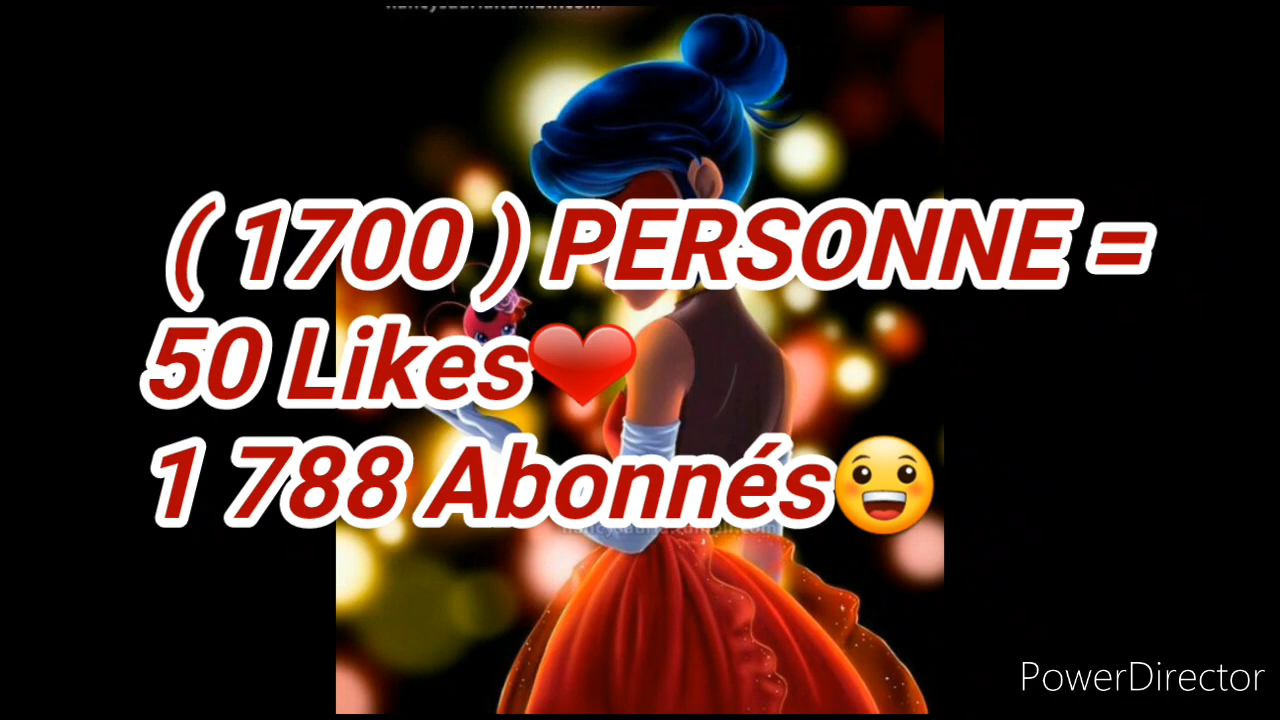 ( 1700 ) PERSONNE =
50 Likes❤️
1 788 Abonnés😀
PowerDirector